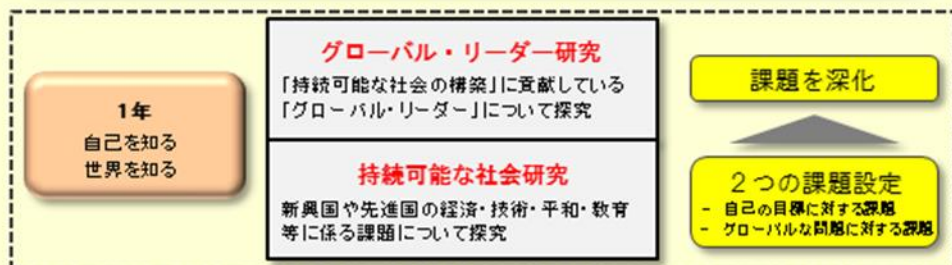 1年
自己を知る
世界を知る
グローバル・リーダー研究
「持続可能な社会の構築」に貢献している
「グローバル・リーダー」について探究
持続可能な社会研究
新興国や先進国の経済・技術・平和・教育
等に係る課題について探究
課題を深化
２つの課題設定
- 自己の目標に対する課題
- グローバルな問題に対する課題